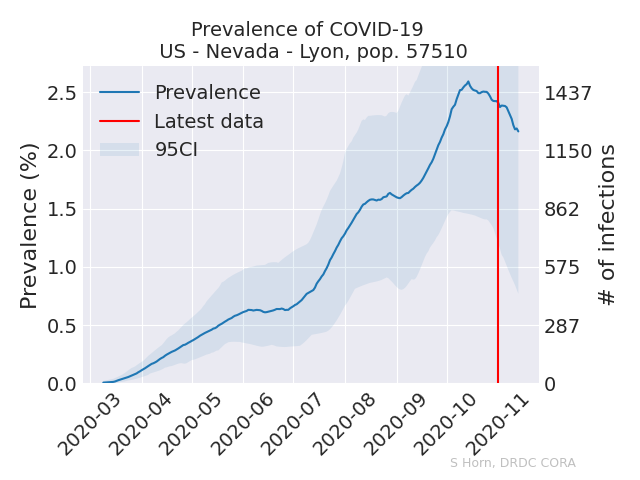 Prevalence of COVID-19
US - Nevada - Lyon, pop. 57510
Prevalence
Latest data
95CI
Prevalence (%)
2.5
2.0
1.5
1.0
0.5
0.0
1437
1150
862
575
287
0
# of infections
2020-03
2020-04
2020-05
2020-06
2020-07
2020-08
2020-09
2020-10
2020-11
S Horn, DRDC CORA